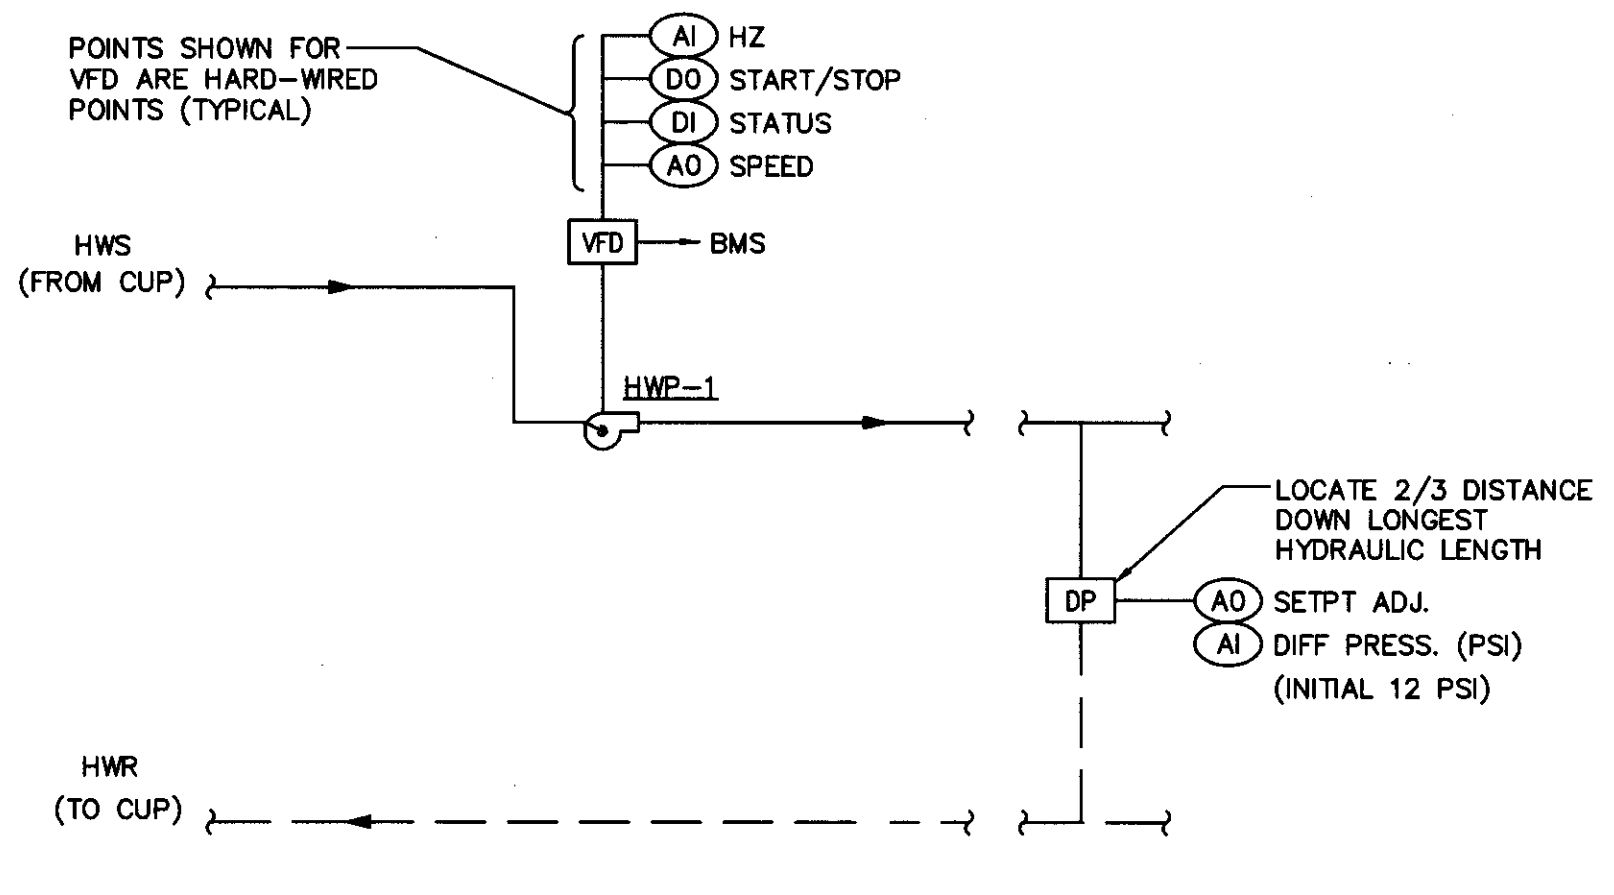 POINTS SHOWN FOR
VFD ARE HARD-WIRED
POINTS (TYPICAL)
AI HZ
DO START/STOP
DI STATUS
AO SPEED
VFD BMS
HWS
(FROM CUP)
HWP-1
LOCATE 2/3 DISTANCE
DOWN LONGEST
HYDRAULIC LENGTH
DP AO SETPT ADJ.
AI DIFF PRESS. (PSI)
(INITIAL 12 PSI)
HWR
(TO CUP)